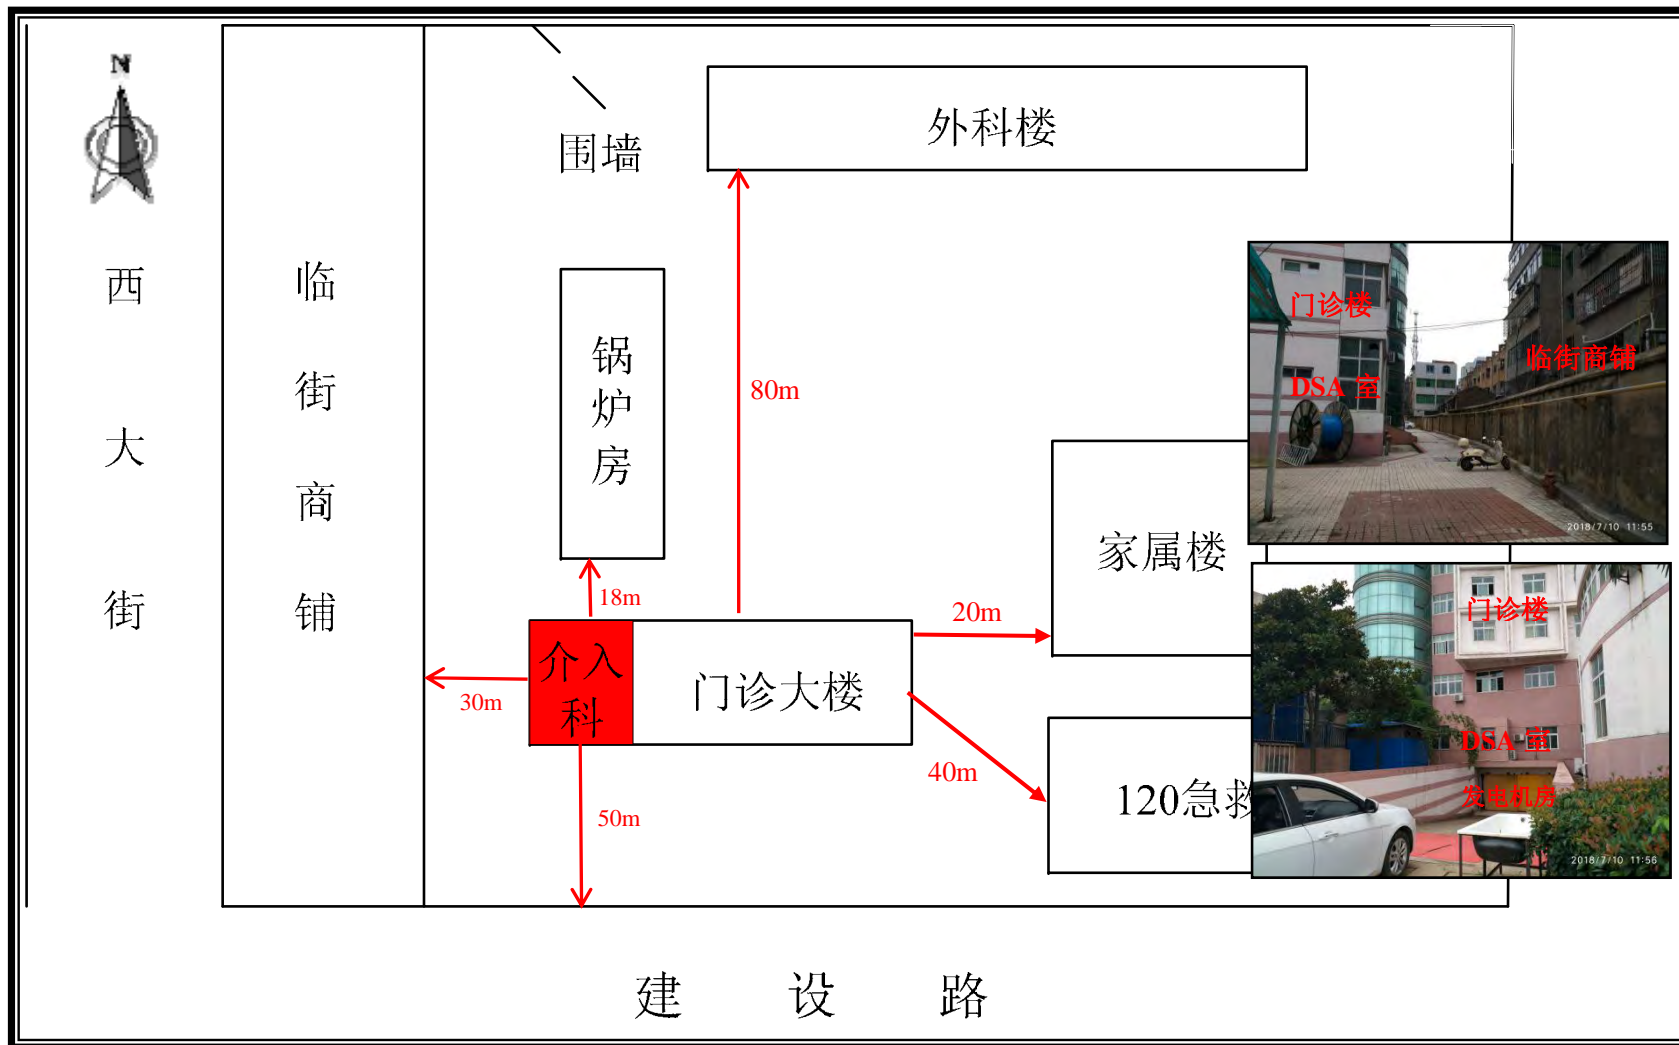 N
西大街
临街商铺
围墙
外科楼
锅炉房
80m
18m
20m
家属楼
介入科
门诊大楼
30m
40m
50m
120急救
门诊楼
临街商铺
DSA 室
2018/7/10 11:55
门诊楼
DSA 室
发电机房
2018/7/10 11:56
建设路